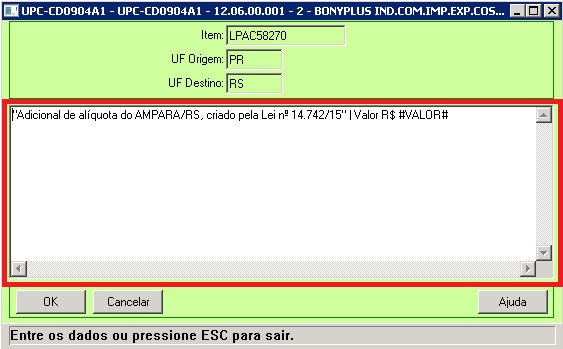 UPC-CD0904A1 - UPC-CD0904A1 - 12.06.00.001 - 2 - BONYPLUS IND.COM.IMP.EXP.COS...
Item: LPAC58270
UF Origem: PR
UF Destino: RS
"Adicional de alíquota do AMPARA/RS, criado pela Lei nº 14.742/15" | Valor R$ #VALOR#
OK Cancelar Ajuda
Entre os dados ou pressione ESC para sair.